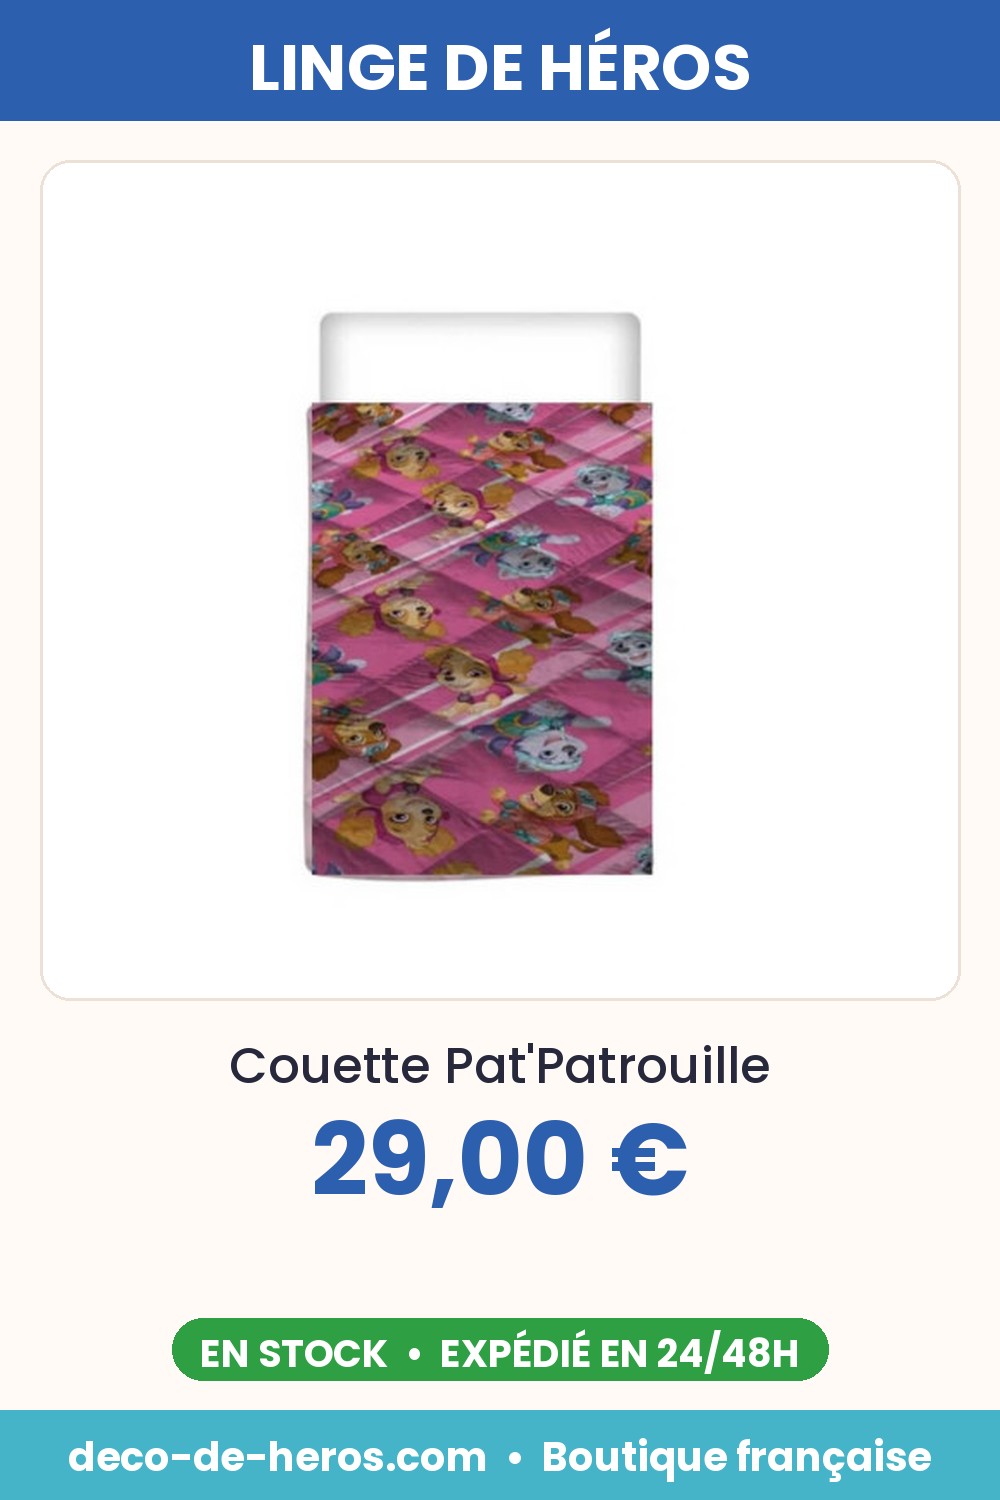 LINGE DE HÉROS
Couette Pat'Patrouille
29,00 €
EN STOCK • EXPÉDIÉ EN 24/48H
deco-de-heros.com • Boutique française